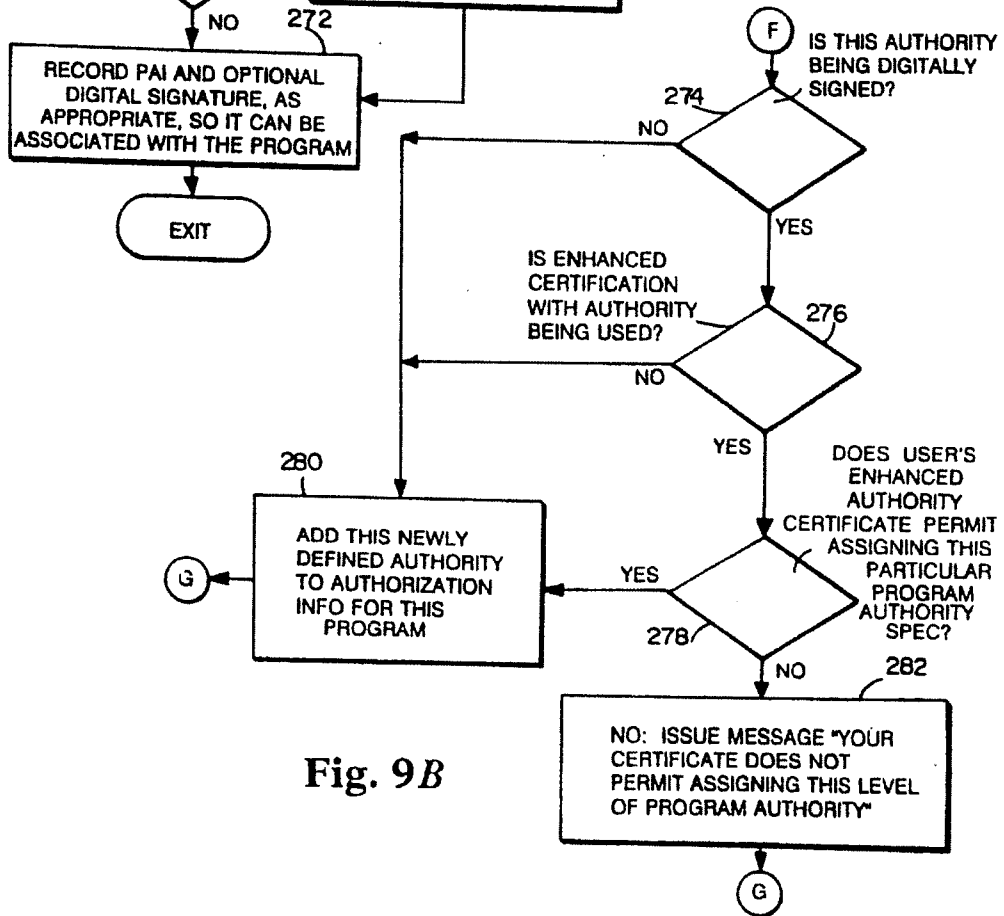 NO
272
RECORD PAI AND OPTIONAL
DIGITAL SIGNATURE, AS
APPROPRIATE, SO IT CAN BE
ASSOCIATED WITH THE PROGRAM
EXIT
F
IS THIS AUTHORITY
BEING DIGITALLY
SIGNED?
274
NO
YES
IS ENHANCED
CERTIFICATION
WITH AUTHORITY
BEING USED?
276
NO
YES
DOES USER'S
ENHANCED
AUTHORITY
CERTIFICATE PERMIT
ASSIGNING THIS
PARTICULAR
PROGRAM
AUTHORITY
SPEC?
278
YES
NO
280
ADD THIS NEWLY
DEFINED AUTHORITY
TO AUTHORIZATION
INFO FOR THIS
PROGRAM
G
282
NO: ISSUE MESSAGE "YOUR
CERTIFICATE DOES NOT
PERMIT ASSIGNING THIS LEVEL
OF PROGRAM AUTHORITY"
G
Fig. 9B